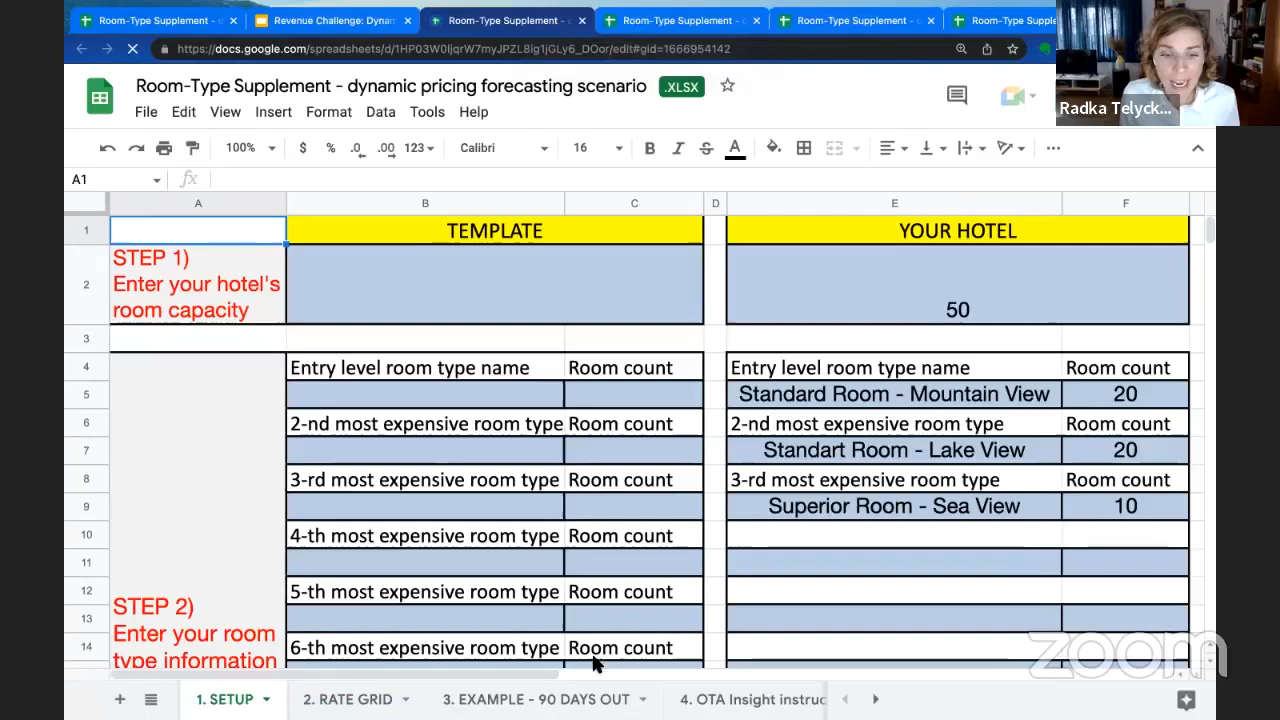 Room-Type Supplement - d
Revenue Challenge: Dynam
Room-Type Supplement - d
Room-Type Supplement - d
Room-Type Supplement - d
Room-Type Supple
https://docs.google.com/spreadsheets/d/1HP03W0ljqrW7myJPZL8lg1jGLy6_DOor/edit#gid=1666954142
Radka Telyck...
Room-Type Supplement - dynamic pricing forecasting scenario .XLSX
File Edit View Insert Format Data Tools Help
100% $ % .0 .00 123 Calibri 16 B I S A
A1 fx
A B C D E F
1 TEMPLATE YOUR HOTEL
STEP 1)
Enter your hotel's
2 room capacity 50
3
4 Entry level room type name Room count Entry level room type name Room count
5 Standard Room - Mountain View 20
6 2-nd most expensive room type Room count 2-nd most expensive room type Room count
7 Standart Room - Lake View 20
8 3-rd most expensive room type Room count 3-rd most expensive room type Room count
9 Superior Room - Sea View 10
10 4-th most expensive room type Room count
11
12 5-th most expensive room type Room count
13 STEP 2)
Enter your room
14 type information 6-th most expensive room type Room count
zoom
1. SETUP 2. RATE GRID 3. EXAMPLE - 90 DAYS OUT 4. OTA Insight instruc